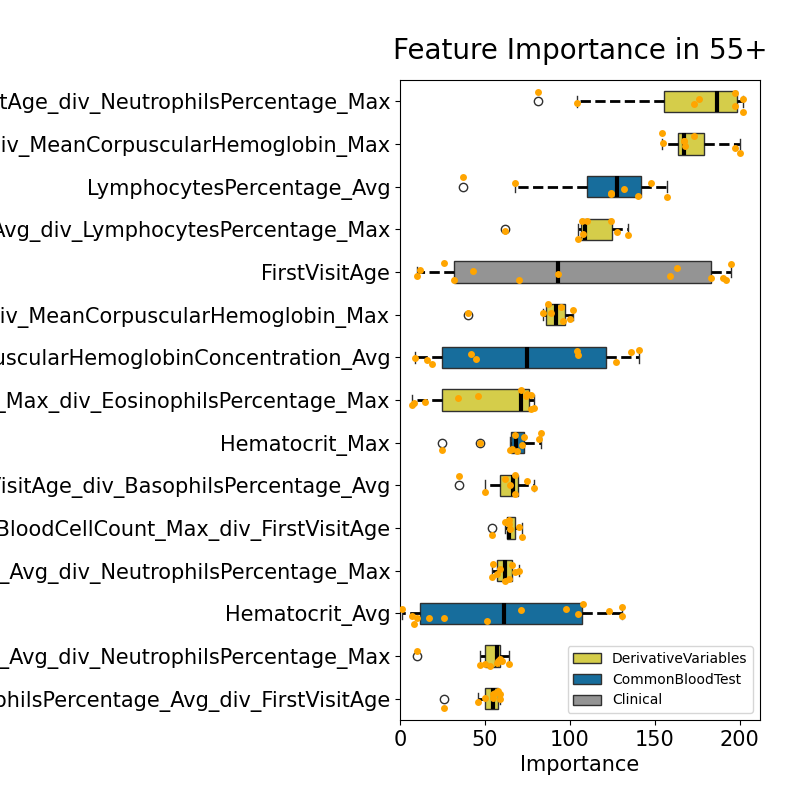 Feature Importance in 55+
tAge_div_NeutrophilsPercentage_Max
iv_MeanCorpuscularHemoglobin_Max
LymphocytesPercentage_Avg
Avg_div_LymphocytesPercentage_Max
FirstVisitAge
iv_MeanCorpuscularHemoglobin_Max
uscularHemoglobinConcentration_Avg
_Max_div_EosinophilsPercentage_Max
Hematocrit_Max
isitAge_div_BasophilsPercentage_Avg
BloodCellCount_Max_div_FirstVisitAge
_Avg_div_NeutrophilsPercentage_Max
Hematocrit_Avg
_Avg_div_NeutrophilsPercentage_Max
philsPercentage_Avg_div_FirstVisitAge
DerivativeVariables
CommonBloodTest
Clinical
0 50 100 150 200
Importance